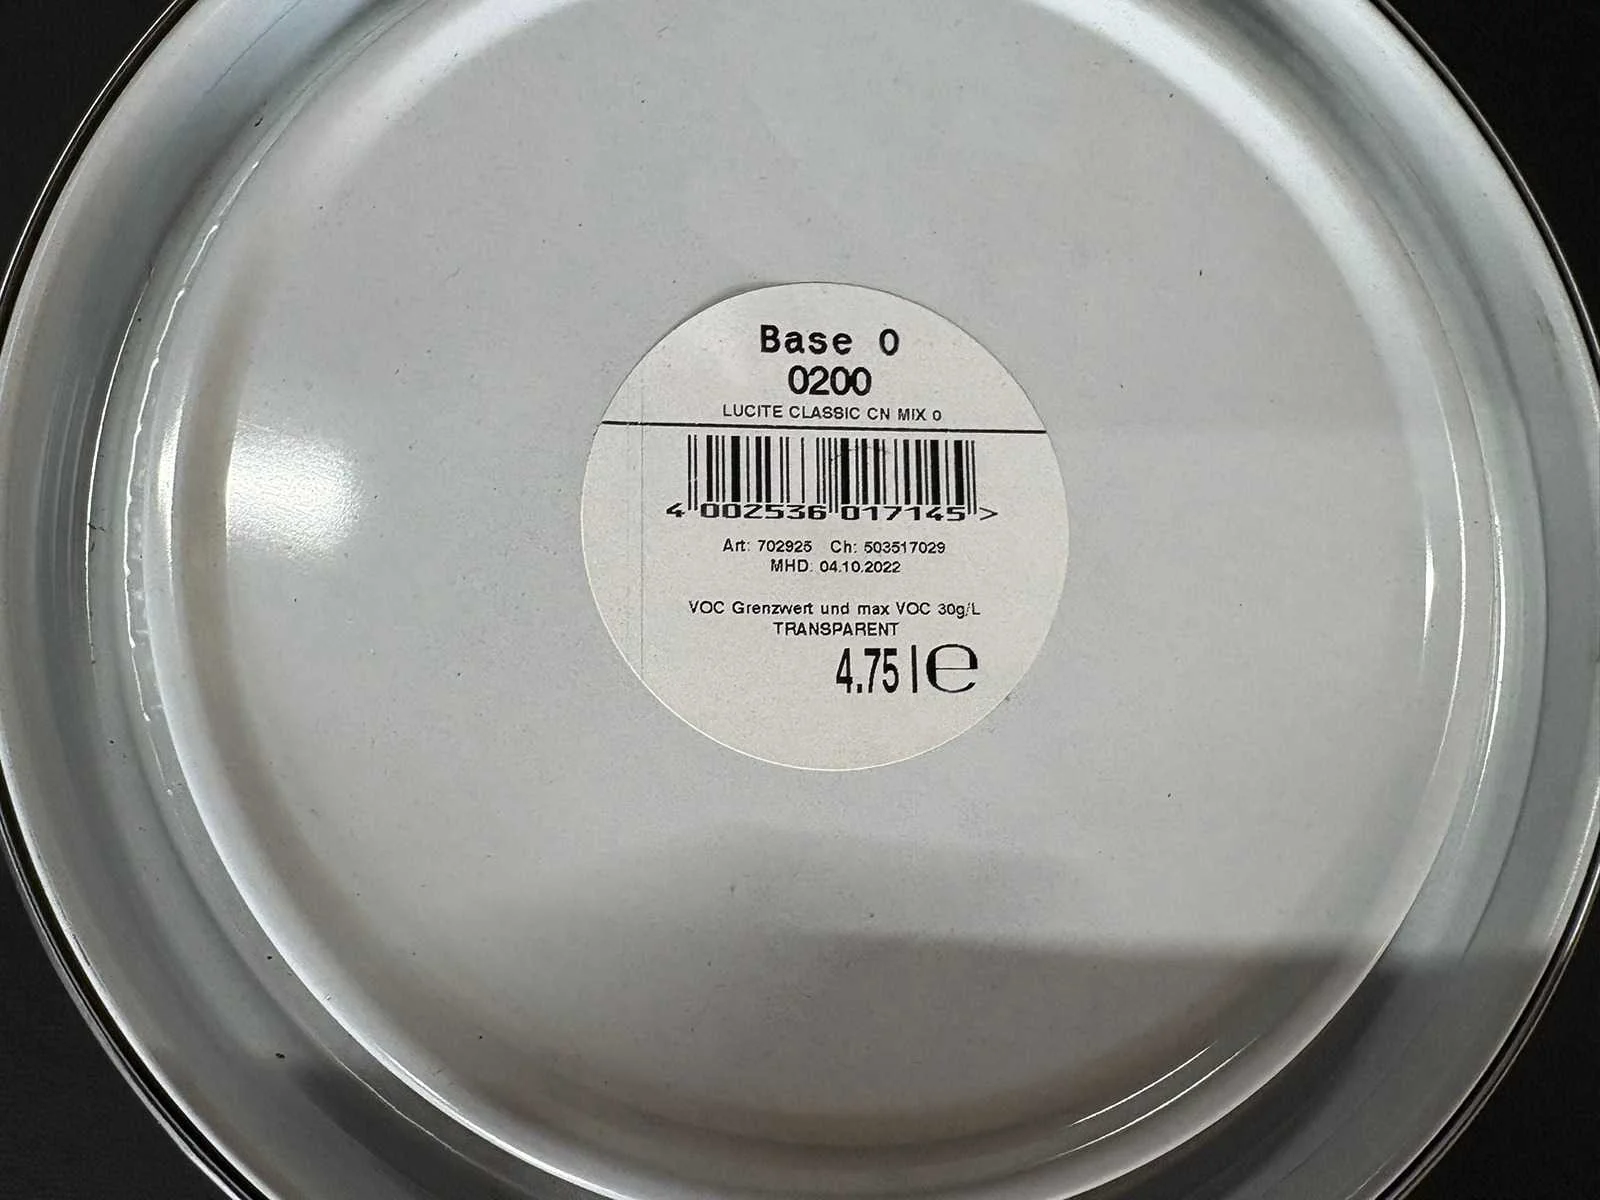 Base 0
0200
LUCITE CLASSIC CN MIX 0
4 002536 017145 >
Art: 702925 Ch: 503517029
MHD: 04.10.2022
VOC Grenzwert und max VOC 30g/L
TRANSPARENT
4.75 l e